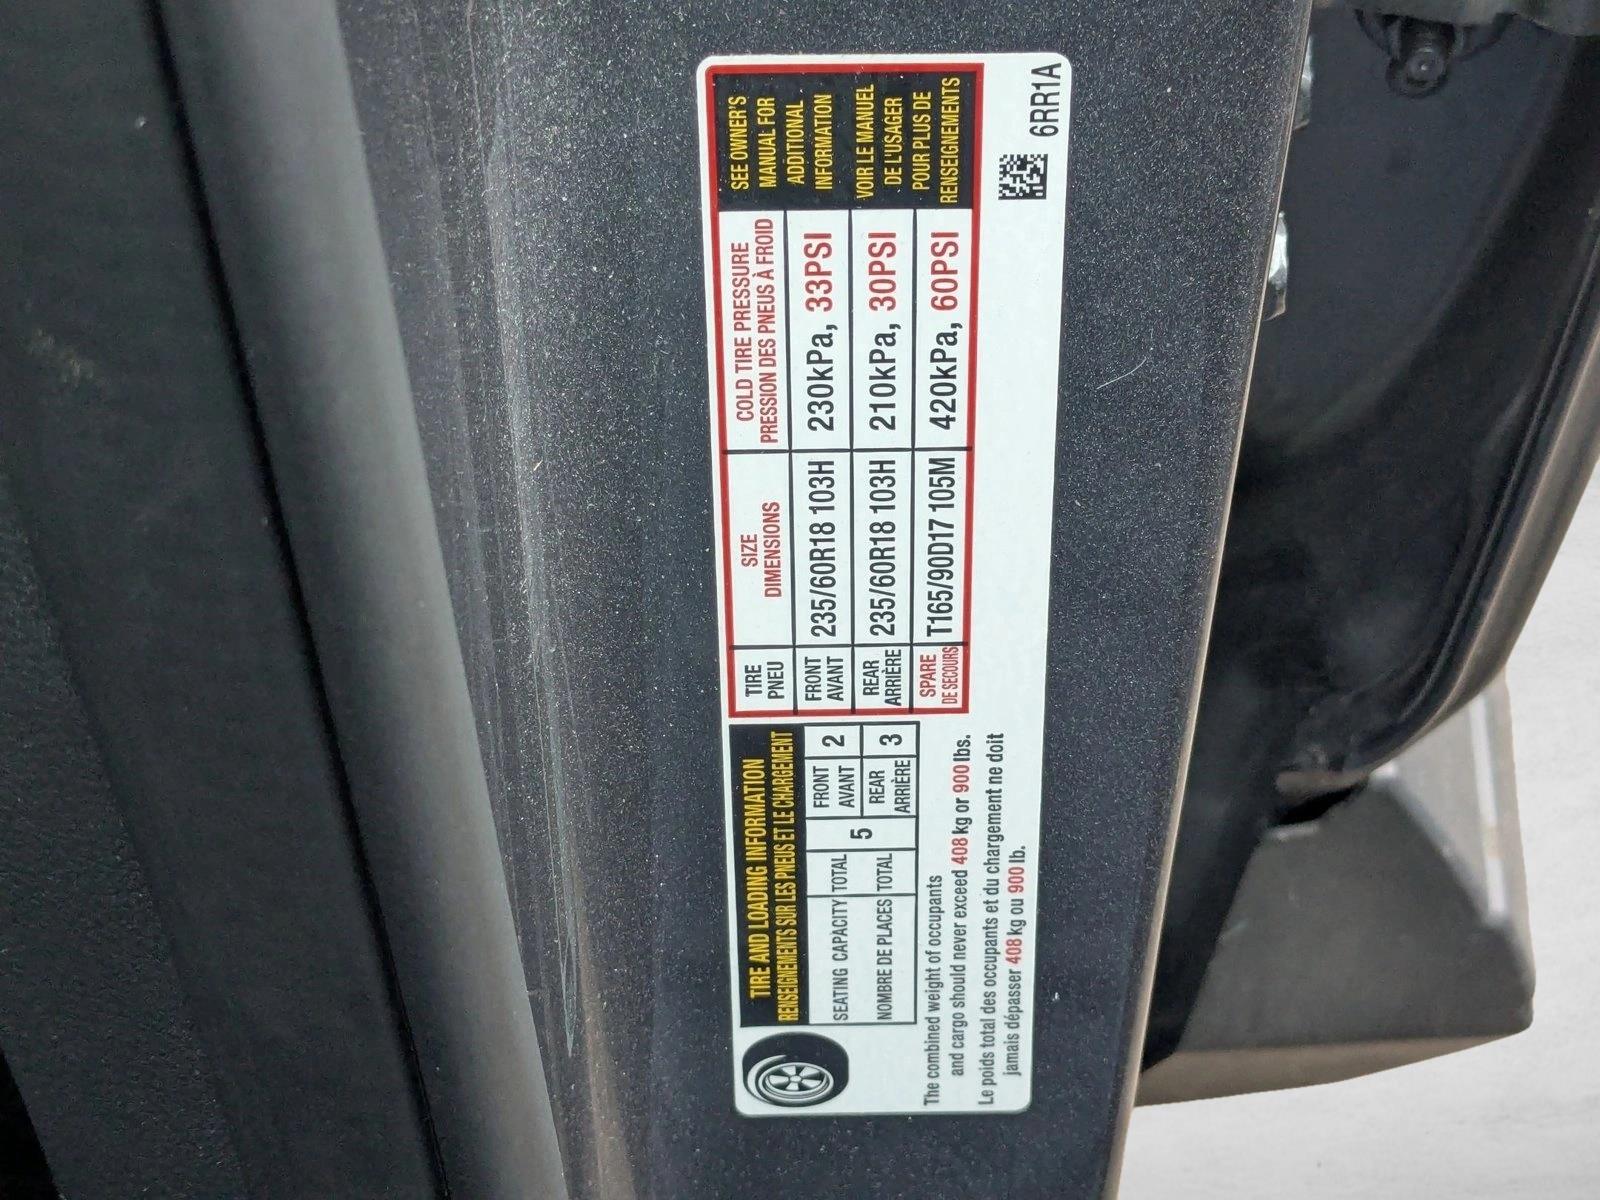 TIRE AND LOADING INFORMATION
RENSEIGNEMENTS SUR LES PNEUS ET LE CHARGEMENT
SEATING CAPACITY TOTAL 5 FRONT AVANT 2
NOMBRE DE PLACES TOTAL REAR ARRIÈRE 3
The combined weight of occupants
and cargo should never exceed 408 kg or 900 lbs.
Le poids total des occupants et du chargement ne doit
jamais dépasser 408 kg ou 900 lb.
TIRE SIZE COLD TIRE PRESSURE
PNEU DIMENSIONS PRESSION DES PNEUS À FROID
FRONT AVANT 235/60R18 103H 230kPa, 33PSI
REAR ARRIÈRE 235/60R18 103H 210kPa, 30PSI
SPARE DE SECOURS T165/90D17 105M 420kPa, 60PSI
SEE OWNER'S
MANUAL FOR
ADDITIONAL
INFORMATION
VOIR LE MANUEL
DE L'USAGER
POUR PLUS DE
RENSEIGNEMENTS
6RR1A